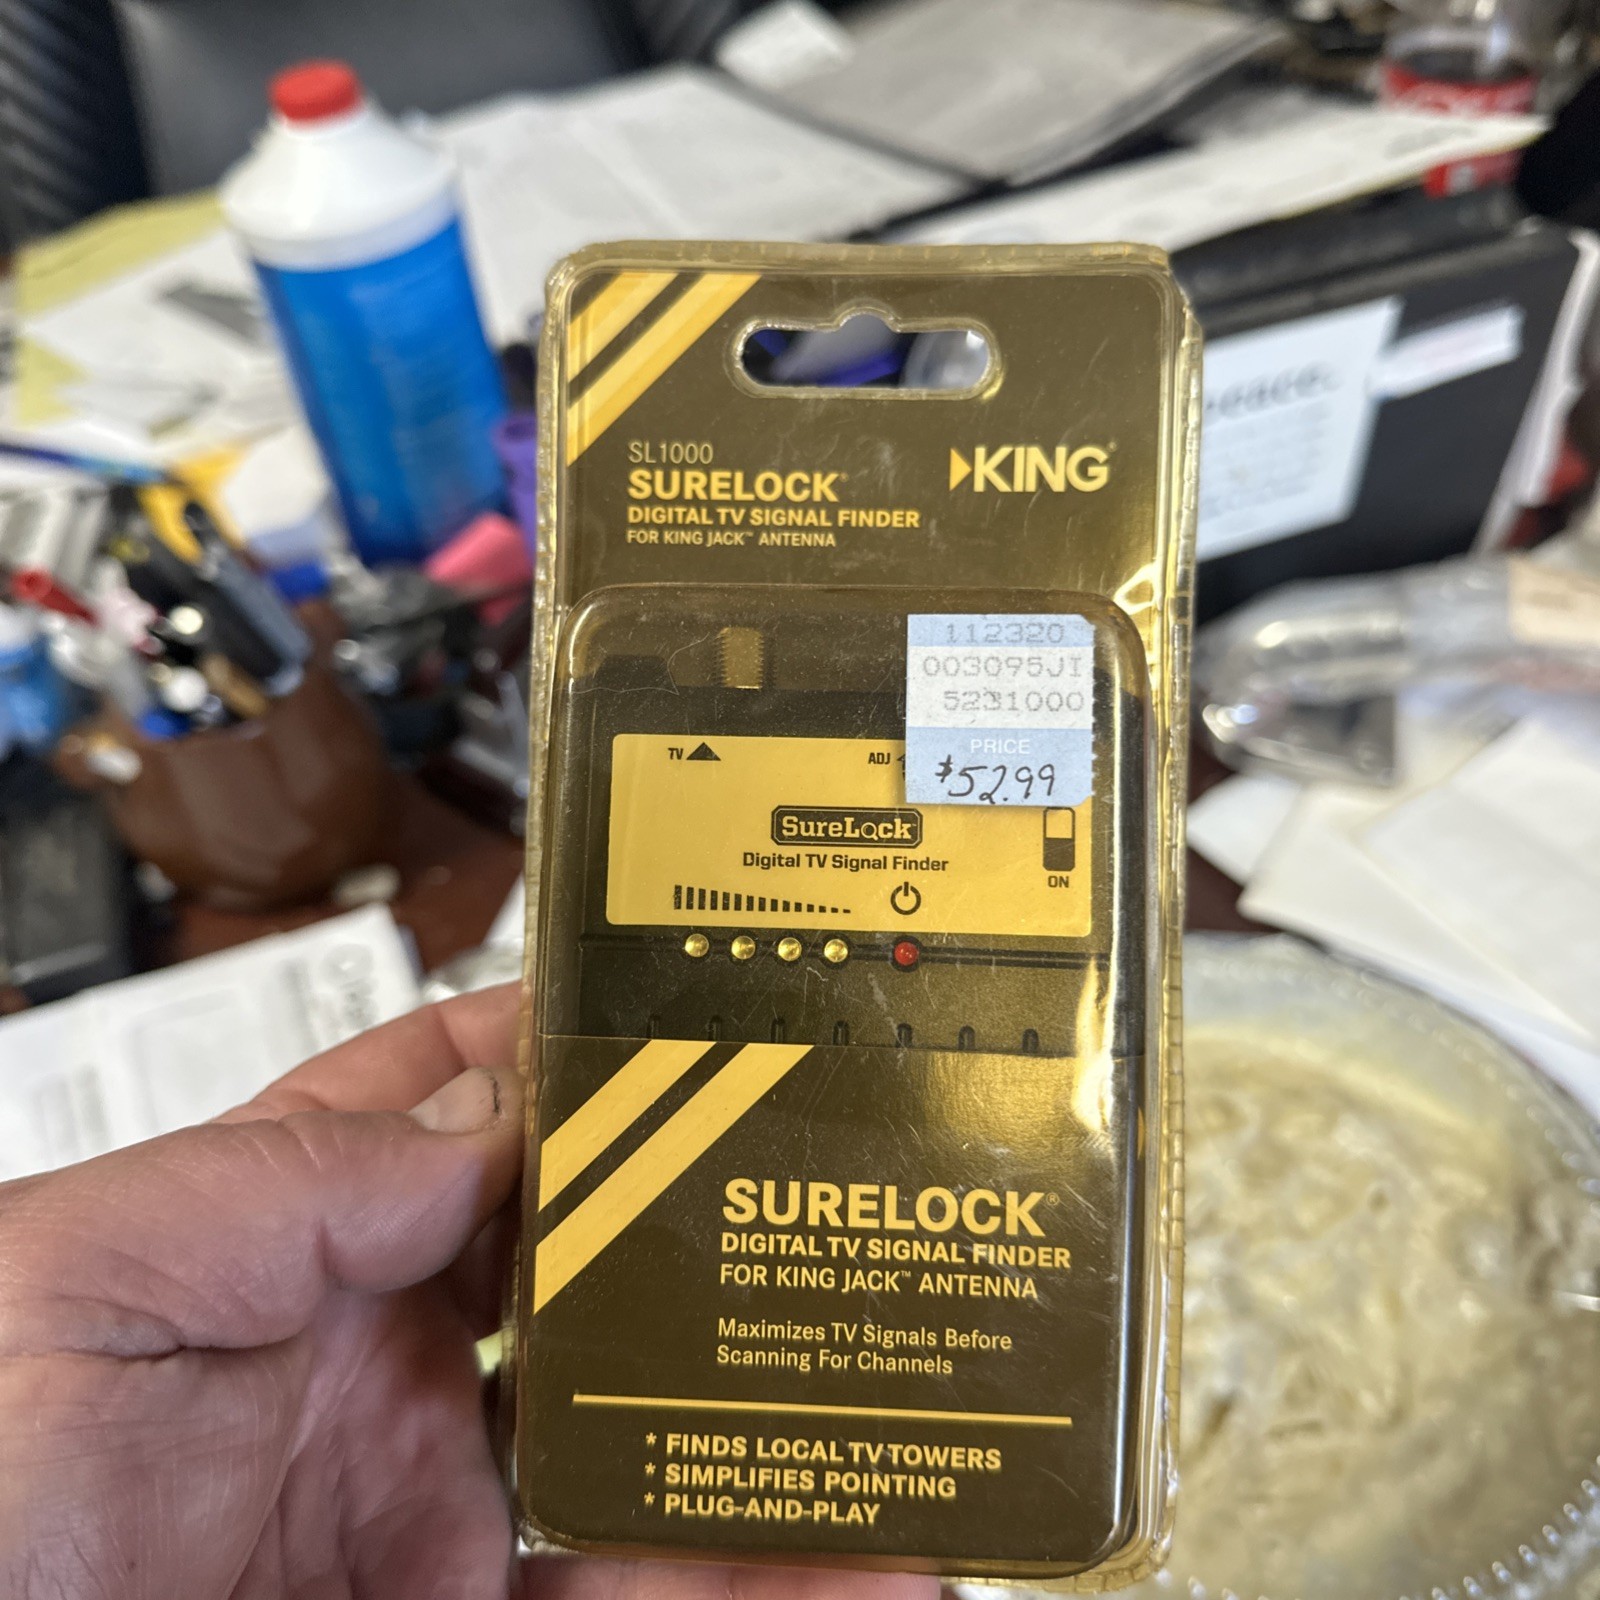 SL1000
SURELOCK®
DIGITAL TV SIGNAL FINDER
FOR KING JACK™ ANTENNA
KING®
112320
003095JI
5231000
PRICE
$52.99
TV
ADJ
SureLock™
Digital TV Signal Finder
ON
SURELOCK®
DIGITAL TV SIGNAL FINDER
FOR KING JACK™ ANTENNA
Maximizes TV Signals Before
Scanning For Channels
* FINDS LOCAL TV TOWERS
* SIMPLIFIES POINTING
* PLUG-AND-PLAY